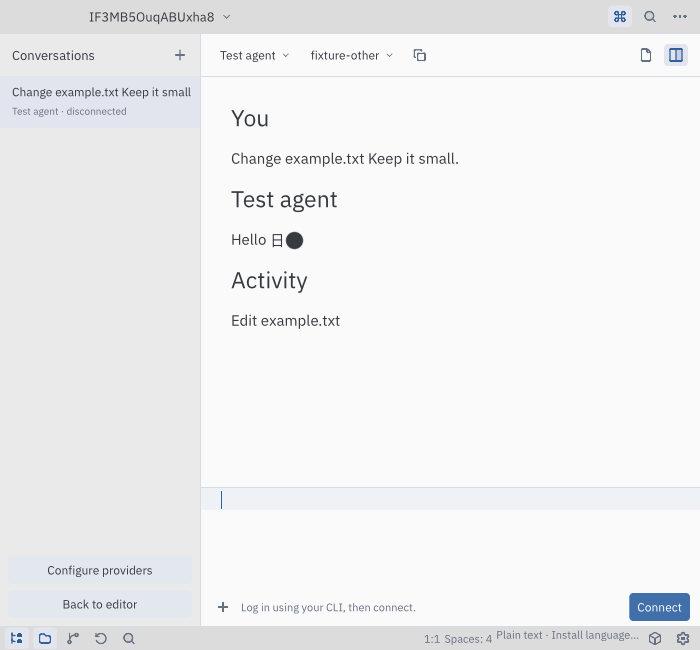 IF3MB5OuqABUxha8
Conversations
Test agent
fixture-other
Change example.txt Keep it small
Test agent · disconnected
You
Change example.txt Keep it small.
Test agent
Hello 日
Activity
Edit example.txt
Configure providers
Back to editor
Log in using your CLI, then connect.
Connect
1:1 Spaces: 4 Plain text · Install language...